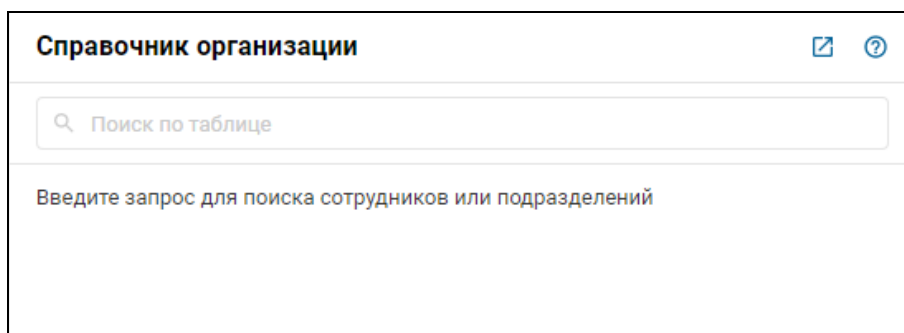 Справочник организации
Поиск по таблице
Введите запрос для поиска сотрудников или подразделений